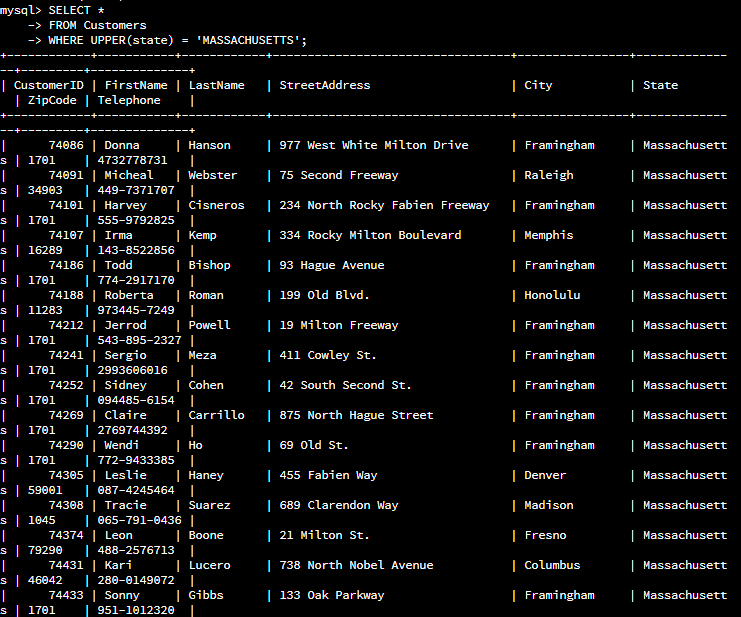 mysql> SELECT *
-> FROM Customers
-> WHERE UPPER(state) = 'MASSACHUSETTS';
+------------+-----------+------------+----------------------------------+---------------+-------------
--+---------+--------------+
| CustomerID | FirstName | LastName | StreetAddress | City | State
| ZipCode | Telephone |
+------------+-----------+------------+----------------------------------+---------------+-------------
--+---------+--------------+
| 74086 | Donna | Hanson | 977 West White Milton Drive | Framingham | Massachusett
s | 1701 | 4732778731 |
| 74091 | Micheal | Webster | 75 Second Freeway | Raleigh | Massachusett
s | 34903 | 449-7371707 |
| 74101 | Harvey | Cisneros | 234 North Rocky Fabien Freeway | Framingham | Massachusett
s | 1701 | 555-9792825 |
| 74107 | Irma | Kemp | 334 Rocky Milton Boulevard | Memphis | Massachusett
s | 16289 | 143-8522856 |
| 74186 | Todd | Bishop | 93 Hague Avenue | Framingham | Massachusett
s | 1701 | 774-2917170 |
| 74188 | Roberta | Roman | 199 Old Blvd. | Honolulu | Massachusett
s | 11283 | 973445-7249 |
| 74212 | Jerrod | Powell | 19 Milton Freeway | Framingham | Massachusett
s | 1701 | 543-895-2327 |
| 74241 | Sergio | Meza | 411 Cowley St. | Framingham | Massachusett
s | 1701 | 2993606016 |
| 74252 | Sidney | Cohen | 42 South Second St. | Framingham | Massachusett
s | 1701 | 094485-6154 |
| 74269 | Claire | Carrillo | 875 North Hague Street | Framingham | Massachusett
s | 1701 | 2769744392 |
| 74290 | Wendi | Ho | 69 Old St. | Framingham | Massachusett
s | 1701 | 772-9433385 |
| 74305 | Leslie | Haney | 455 Fabien Way | Denver | Massachusett
s | 59001 | 087-4245464 |
| 74308 | Tracie | Suarez | 689 Clarendon Way | Madison | Massachusett
s | 1045 | 065-791-0436 |
| 74374 | Leon | Boone | 21 Milton St. | Fresno | Massachusett
s | 79290 | 488-2576713 |
| 74431 | Kari | Lucero | 738 North Nobel Avenue | Columbus | Massachusett
s | 46042 | 280-0149072 |
| 74433 | Sonny | Gibbs | 133 Oak Parkway | Framingham | Massachusett
s | 1701 | 951-1012320 |